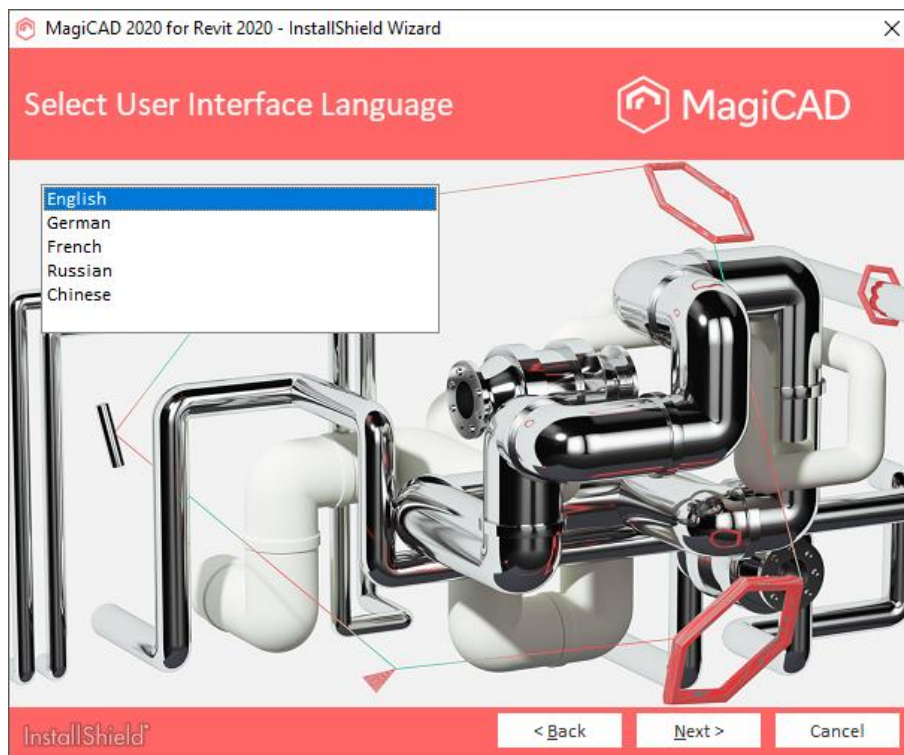 MagiCAD 2020 for Revit 2020 - InstallShield Wizard
Select User Interface Language
MagiCAD
English
German
French
Russian
Chinese
InstallShield
< Back
Next >
Cancel